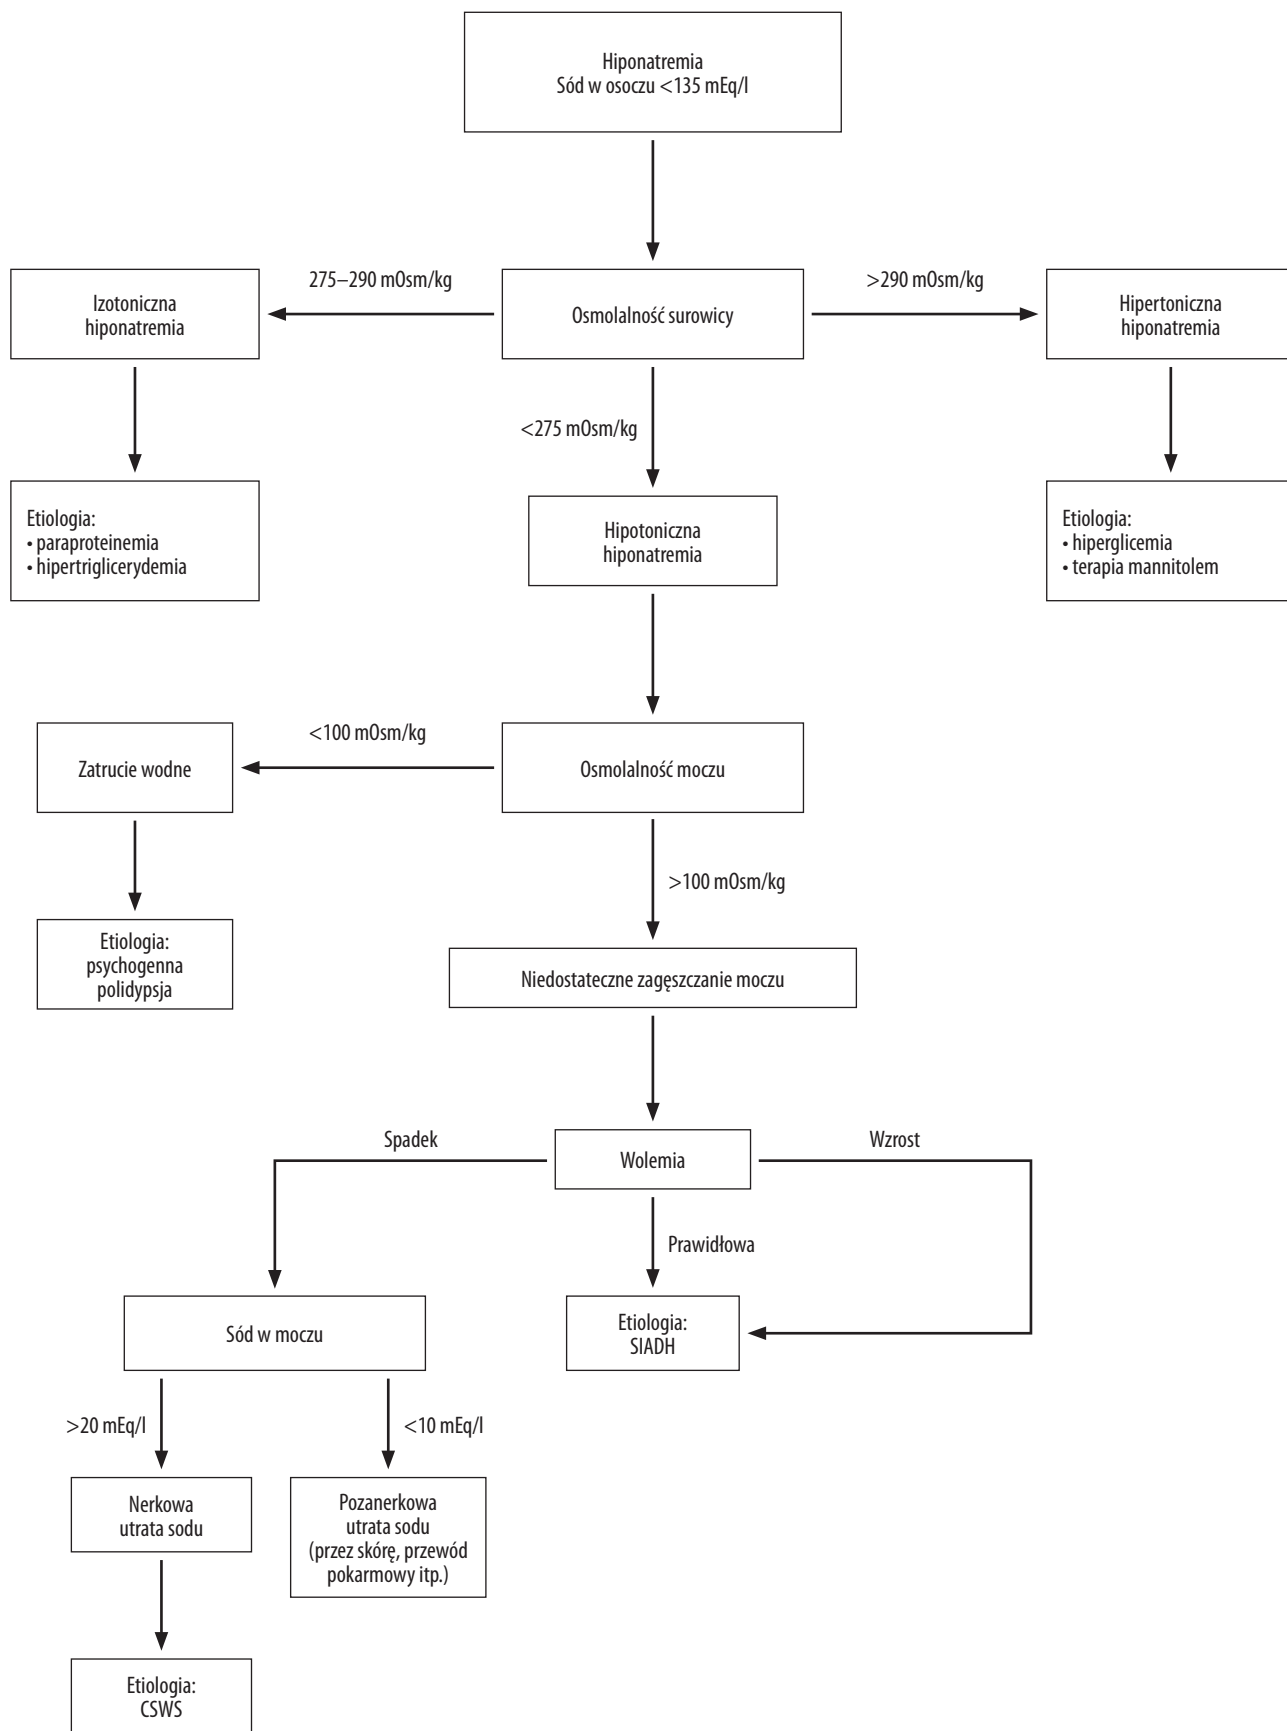 Hiponatremia
Sód w osoczu <135 mEq/l
275–290 mOsm/kg
>290 mOsm/kg
Izotoniczna
hiponatremia
Osmolalność surowicy
Hipertoniczna
hiponatremia
<275 mOsm/kg
Etiologia:
• paraproteinemia
• hipertriglicerydemia
Hipotoniczna
hiponatremia
Etiologia:
• hiperglicemia
• terapia mannitolem
<100 mOsm/kg
Zatrucie wodne
Osmolalność moczu
>100 mOsm/kg
Etiologia:
psychogenna
polidypsja
Niedostateczne zagęszczanie moczu
Spadek
Wolemia
Wzrost
Prawidłowa
Sód w moczu
Etiologia:
SIADH
>20 mEq/l
<10 mEq/l
Nerkowa
utrata sodu
Pozanerkowa
utrata sodu
(przez skórę, przewód
pokarmowy itp.)
Etiologia:
CSWS